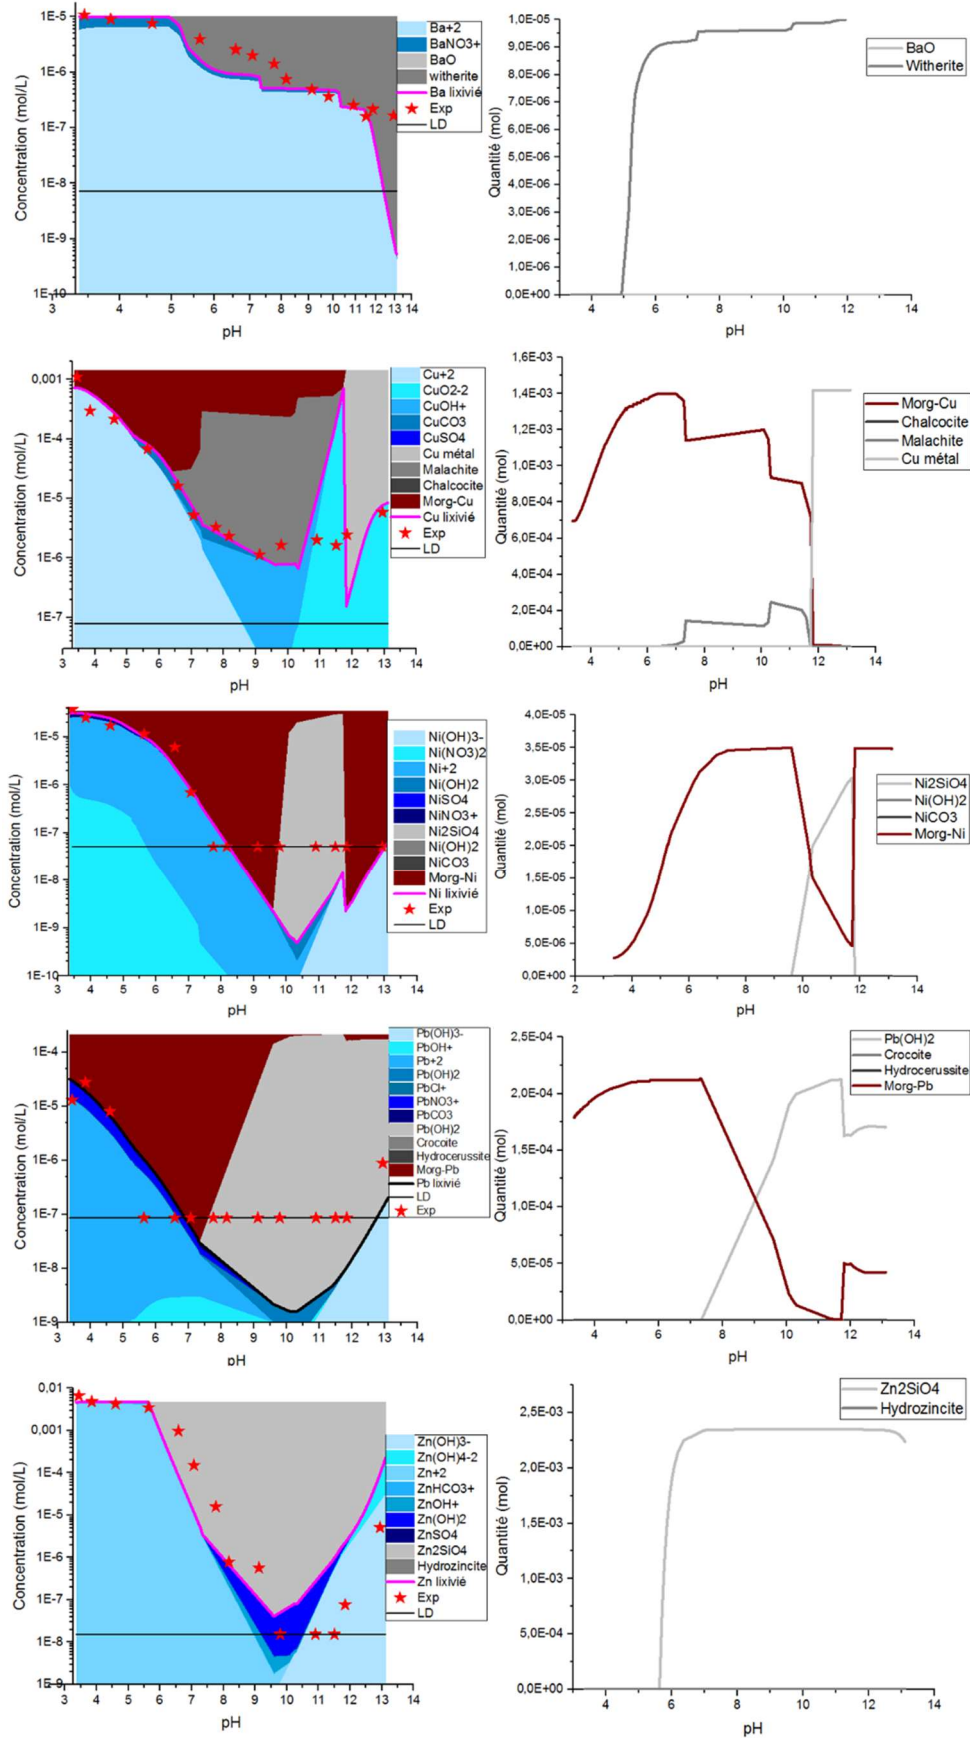 Concentration (mol/L)
1E-5
1E-6
1E-7
1E-8
1E-9
1E-10
3 4 5 6 7 8 9 10 11 12 13 14
pH
Ba+2
BaNO3+
BaO
witherite
Ba lixivié
Exp
LD
Quantité (mol)
1,0E-05
9,0E-06
8,0E-06
7,0E-06
6,0E-06
5,0E-06
4,0E-06
3,0E-06
2,0E-06
1,0E-06
0,0E+00
4 6 8 10 12 14
pH
BaO
Witherite
Concentration (mol/L)
0,001
1E-4
1E-5
1E-6
1E-7
3 4 5 6 7 8 9 10 11 12 13 14
pH
Cu+2
CuO2-2
CuOH+
CuCO3
CuSO4
Cu métal
Malachite
Chalcocite
Morg-Cu
Cu lixivié
Exp
LD
Quantité (mol)
1,6E-03
1,4E-03
1,2E-03
1,0E-03
8,0E-04
6,0E-04
4,0E-04
2,0E-04
0,0E+00
4 6 8 10 12 14
pH
Morg-Cu
Chalcocite
Malachite
Cu métal
Concentration (mol/L)
1E-5
1E-6
1E-7
1E-8
1E-9
1E-10
3 4 5 6 7 8 9 10 11 12 13 14
pH
Ni(OH)3-
Ni(NO3)2
Ni+2
Ni(OH)2
NiSO4
NiNO3+
Ni2SiO4
Ni(OH)2
NiCO3
Morg-Ni
Ni lixivié
Exp
LD
Quantité (mol)
4,0E-05
3,5E-05
3,0E-05
2,5E-05
2,0E-05
1,5E-05
1,0E-05
5,0E-06
0,0E+00
2 4 6 8 10 12 14
pH
Ni2SiO4
Ni(OH)2
NiCO3
Morg-Ni
Concentration (mol/L)
1E-4
1E-5
1E-6
1E-7
1E-8
1E-9
3 4 5 6 7 8 9 10 11 12 13 14
pH
Pb(OH)3-
PbOH+
Pb+2
Pb(OH)2
PbCl+
PbNO3+
PbCO3
Pb(OH)2
Crocoite
Hydrocerussite
Morg-Pb
Pb lixivié
LD
Exp
Quantité (mol)
2,5E-04
2,0E-04
1,5E-04
1,0E-04
5,0E-05
0,0E+00
4 6 8 10 12 14
pH
Pb(OH)2
Crocoite
Hydrocerussite
Morg-Pb
Concentration (mol/L)
0,01
0,001
1E-4
1E-5
1E-6
1E-7
1E-8
1E-9
3 4 5 6 7 8 9 10 11 12 13 14
pH
Zn(OH)3-
Zn(OH)4-2
Zn+2
ZnHCO3+
ZnOH+
Zn(OH)2
ZnSO4
Zn2SiO4
Hydrozincite
Zn lixivié
Exp
LD
Quantité (mol)
2,5E-03
2,0E-03
1,5E-03
1,0E-03
5,0E-04
0,0E+00
4 6 8 10 12 14
pH
Zn2SiO4
Hydrozincite